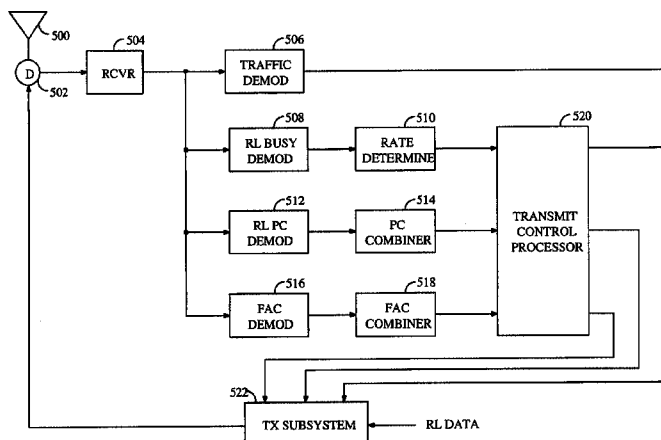 500
504
RCVR
506
TRAFFIC
DEMOD
D
502
508
RL BUSY
DEMOD
510
RATE
DETERMINE
520
TRANSMIT
CONTROL
PROCESSOR
512
RL PC
DEMOD
514
PC
COMBINER
516
FAC
DEMOD
518
FAC
COMBINER
522
TX SUBSYSTEM
RL DATA